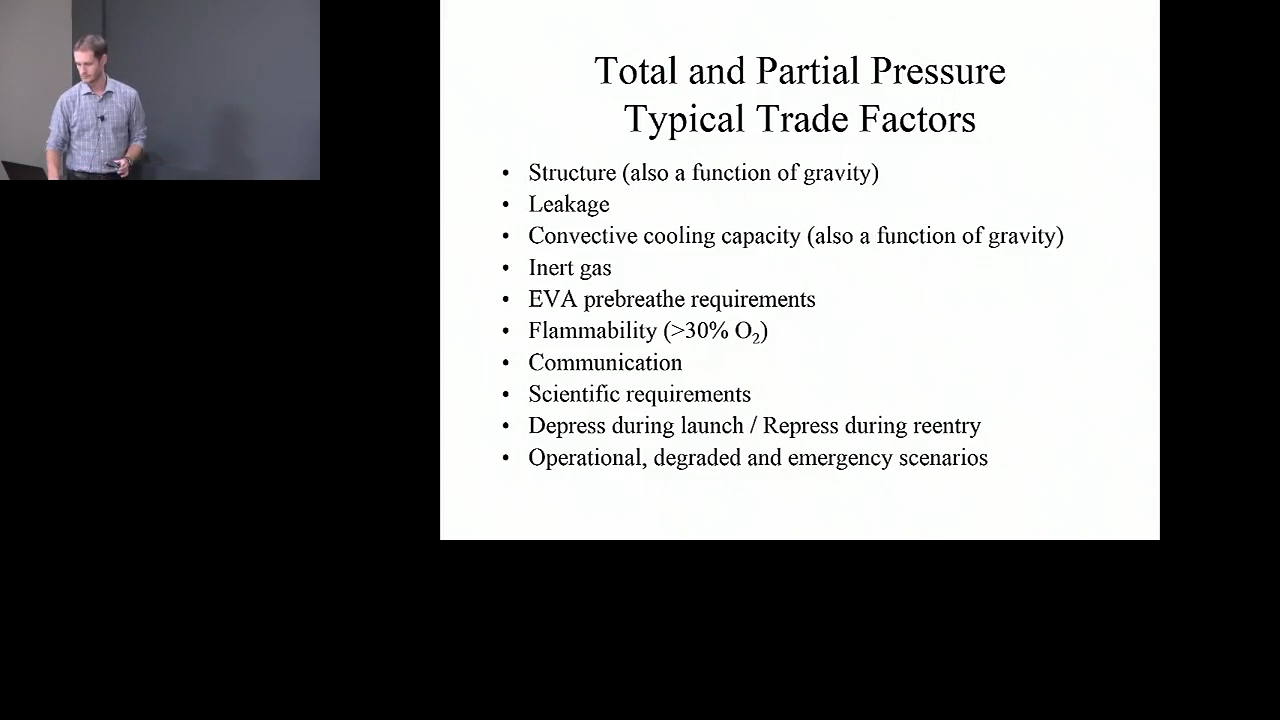 Total and Partial Pressure
Typical Trade Factors
• Structure (also a function of gravity)
• Leakage
• Convective cooling capacity (also a function of gravity)
• Inert gas
• EVA prebreathe requirements
• Flammability (>30% O₂)
• Communication
• Scientific requirements
• Depress during launch / Repress during reentry
• Operational, degraded and emergency scenarios